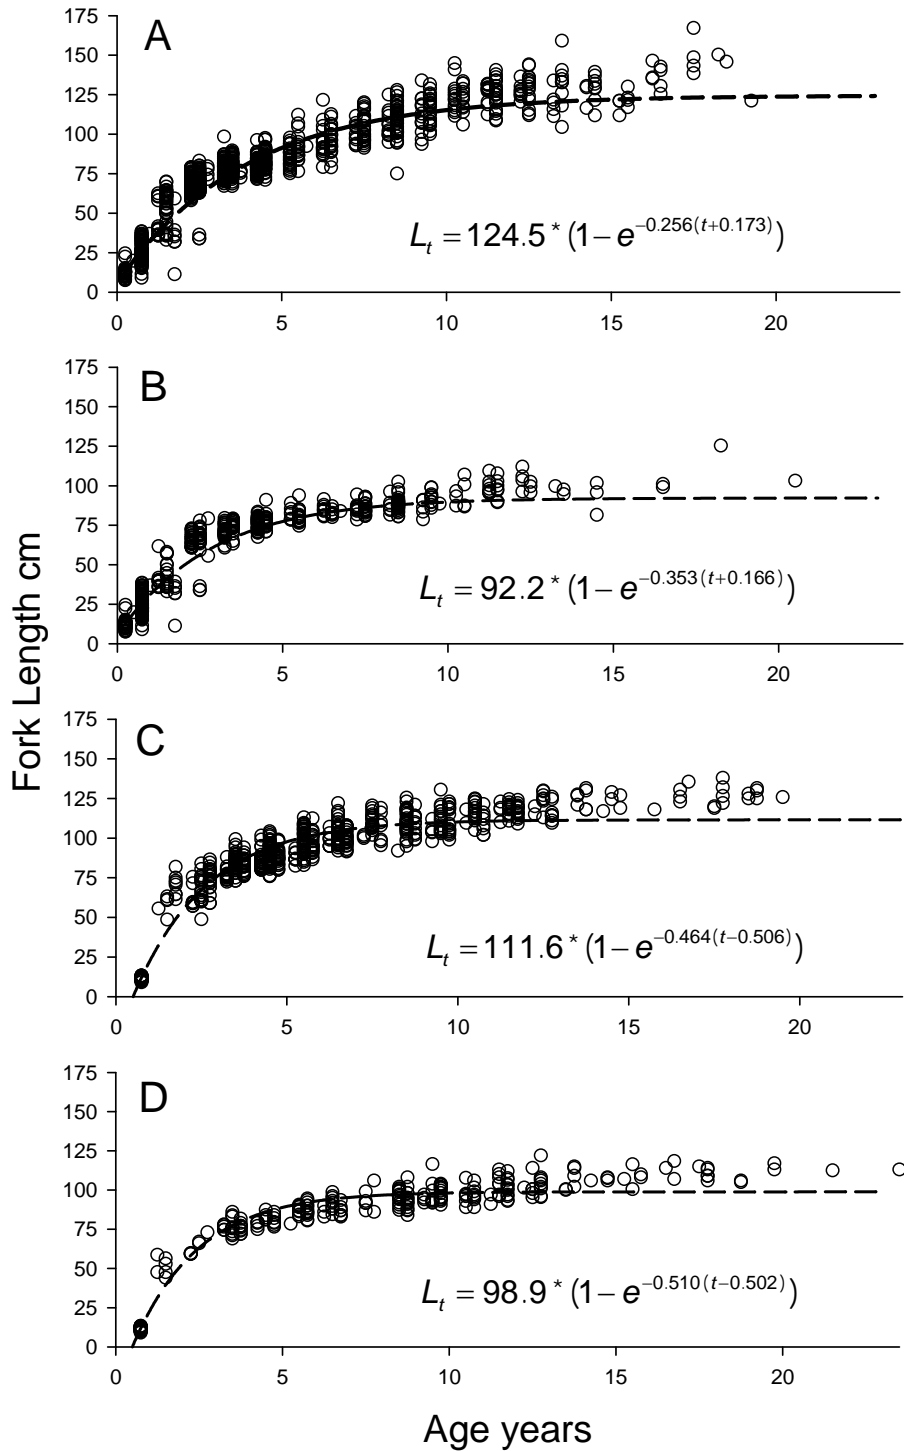 A
175
150
125
100
75
50
25
0
L_t = 124.5 * (1 – e^{–0.256(t+0.173)})
0 5 10 15 20
B
175
150
125
100
75
50
25
0
L_t = 92.2 * (1 – e^{–0.353(t+0.166)})
0 5 10 15 20
Fork Length cm
C
175
150
125
100
75
50
25
0
L_t = 111.6 * (1 – e^{–0.464(t–0.506)})
0 5 10 15 20
D
175
150
125
100
75
50
25
0
L_t = 98.9 * (1 – e^{–0.510(t–0.502)})
0 5 10 15 20
Age years